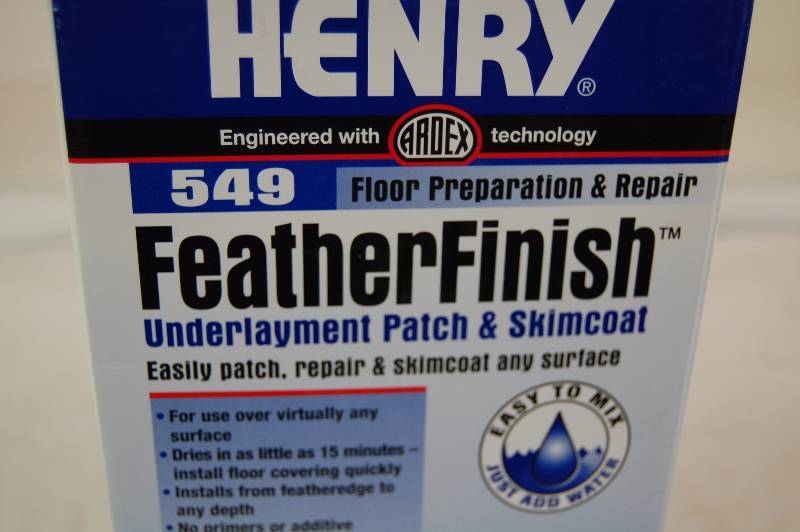 HENRY®
Engineered with ARDEX technology
549 Floor Preparation & Repair
FeatherFinish™
Underlayment Patch & Skimcoat
Easily patch, repair & skimcoat any surface
• For use over virtually any
surface
• Dries in as little as 15 minutes –
install floor covering quickly
• Installs from featheredge to
any depth
• No primers or additive
EASY TO MIX
JUST ADD WATER